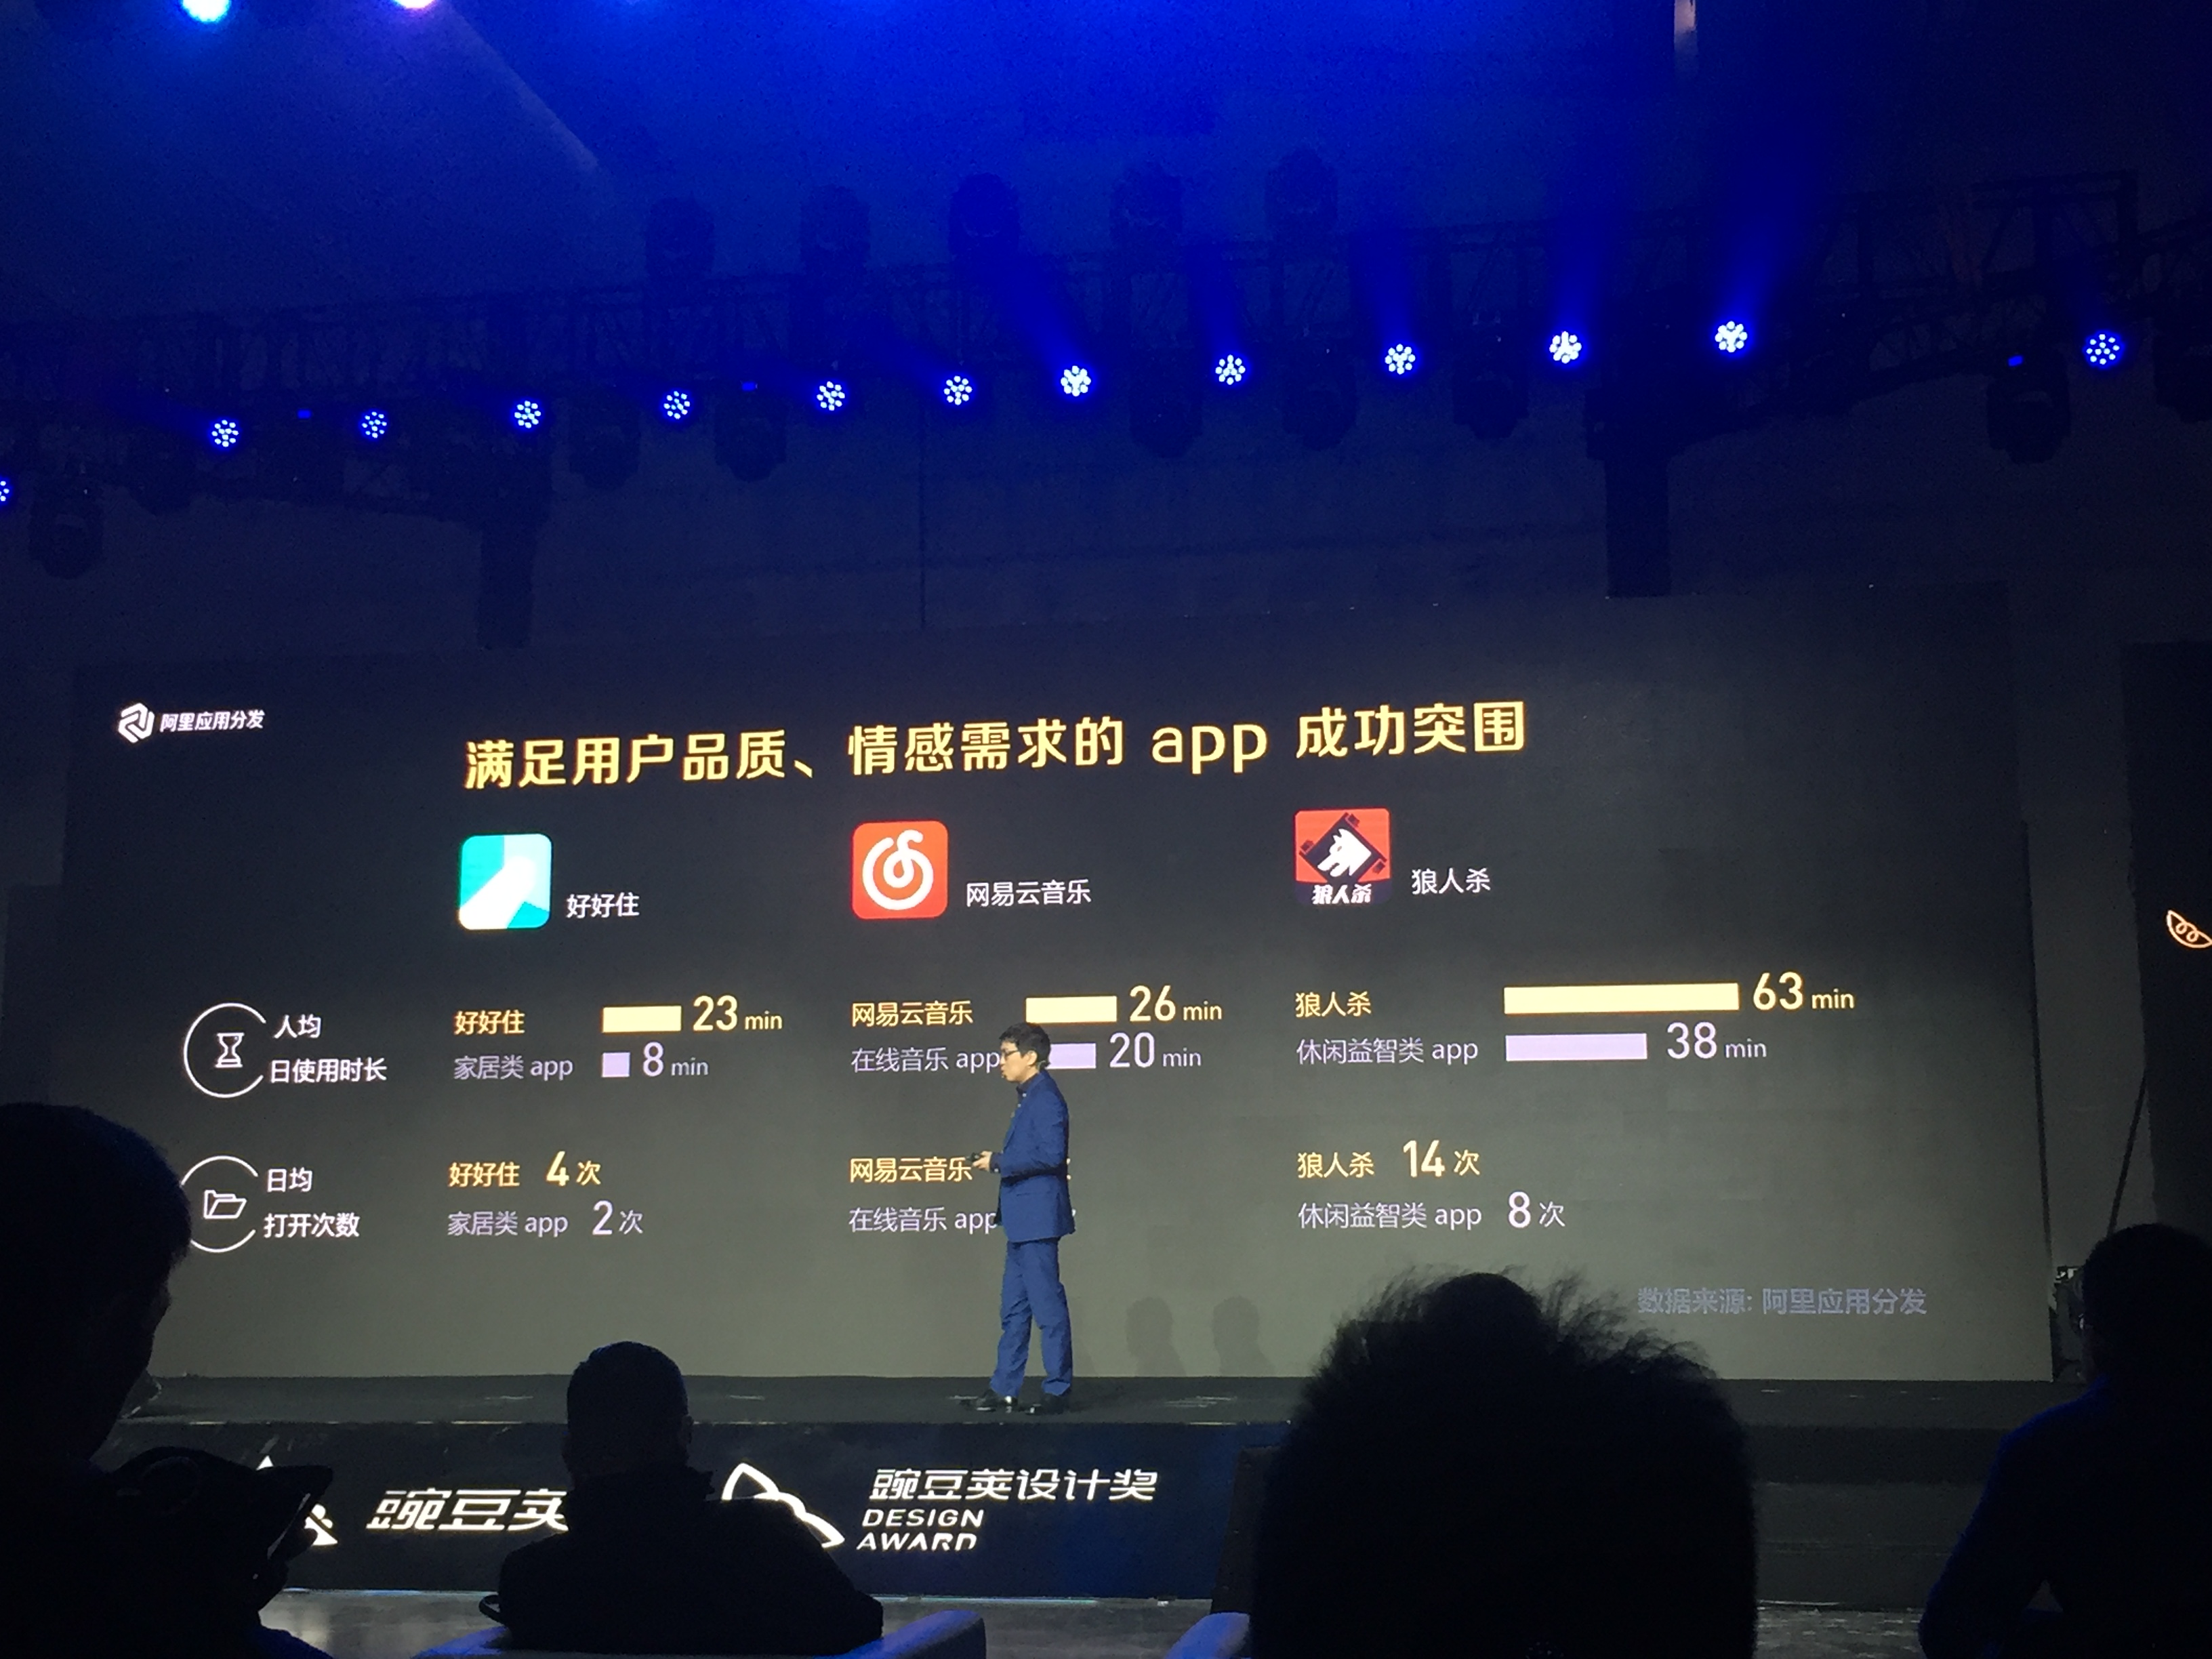 阿里应用分发
满足用户品质、情感需求的 app 成功突围
好好住
网易云音乐
狼人杀
狼人杀
人均
日使用时长
好好住 23 min
家居类 app 8 min
网易云音乐 26 min
在线音乐 app 20 min
狼人杀 63 min
休闲益智类 app 38 min
日均
打开次数
好好住 4 次
家居类 app 2 次
网易云音乐
在线音乐 app
狼人杀 14 次
休闲益智类 app 8 次
数据来源: 阿里应用分发
豌豆荚
豌豆荚设计奖
DESIGN
AWARD